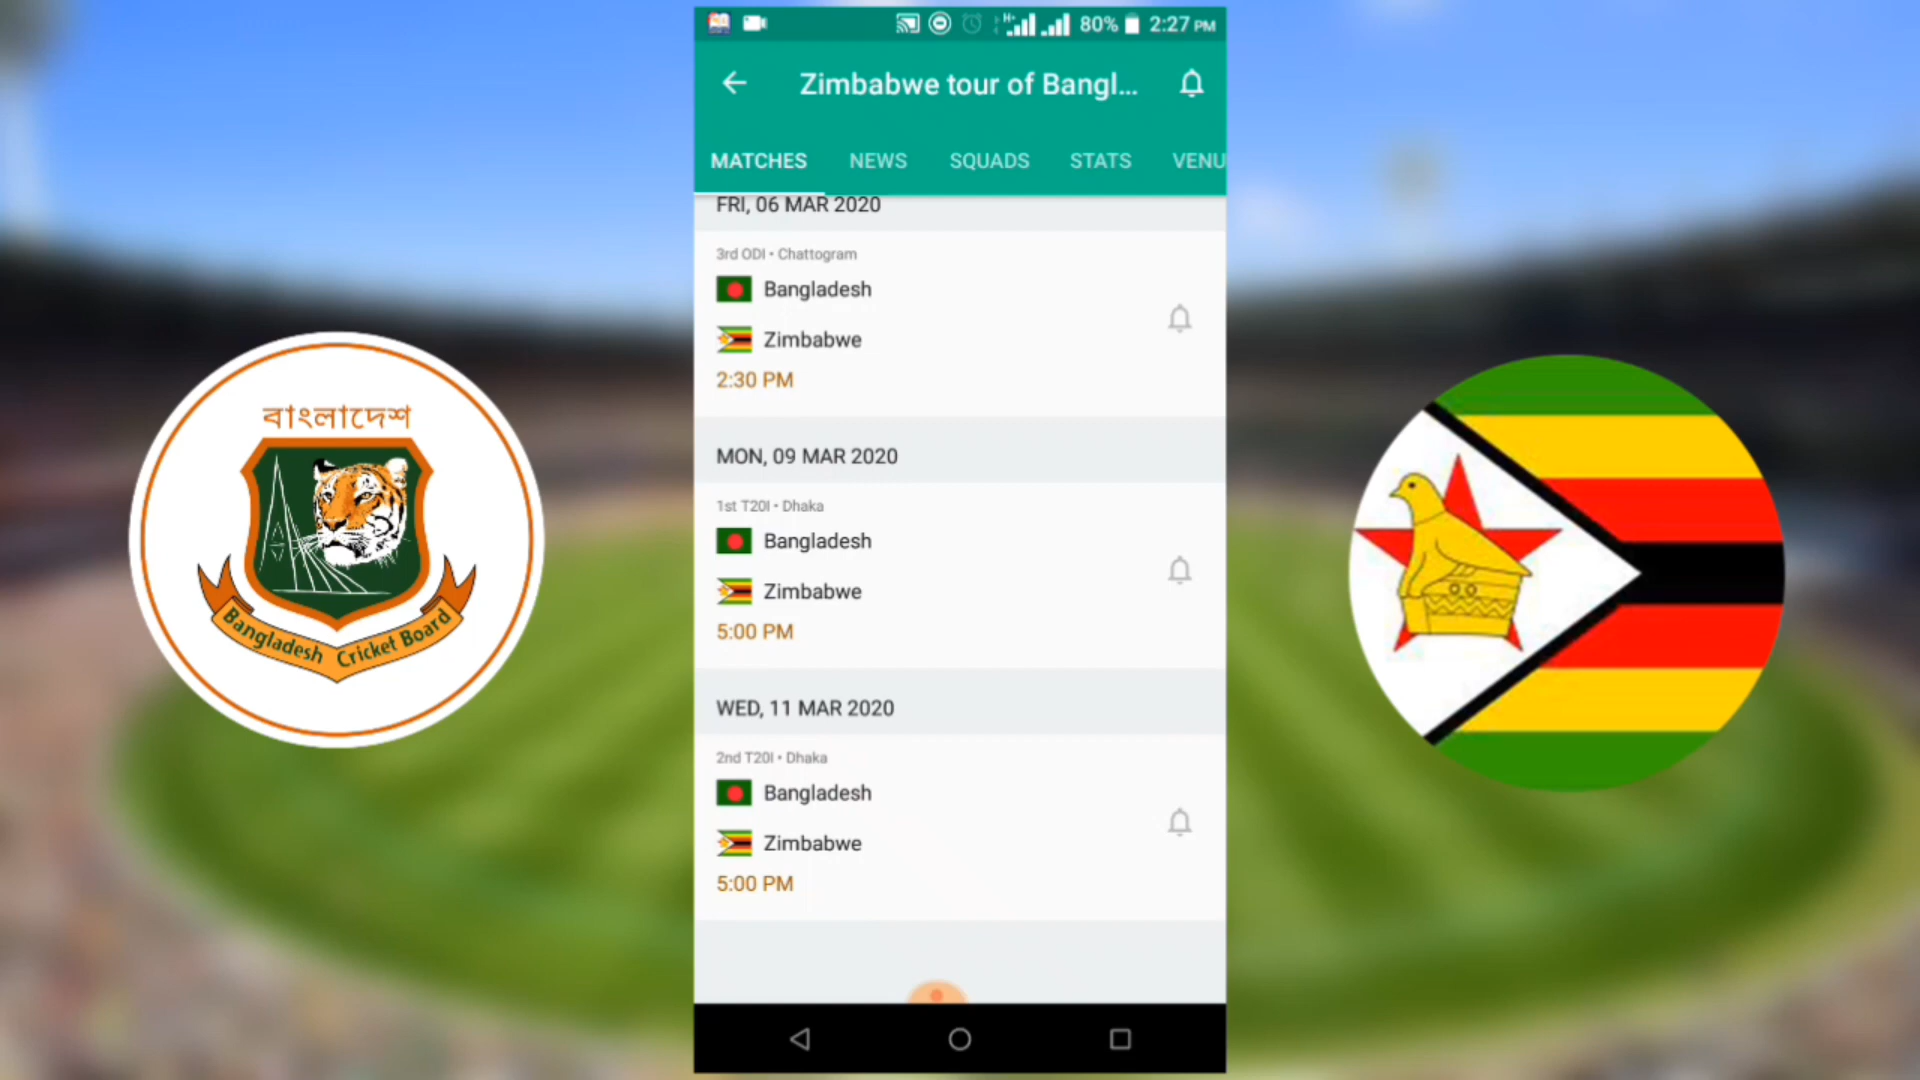 80% 2:27 PM
Zimbabwe tour of Bangl...
MATCHES NEWS SQUADS STATS VENU
FRI, 06 MAR 2020
3rd ODI • Chattogram
Bangladesh
Zimbabwe
2:30 PM
MON, 09 MAR 2020
1st T20I • Dhaka
Bangladesh
Zimbabwe
5:00 PM
WED, 11 MAR 2020
2nd T20I • Dhaka
Bangladesh
Zimbabwe
5:00 PM
বাংলাদেশ
Bangladesh Cricket Board